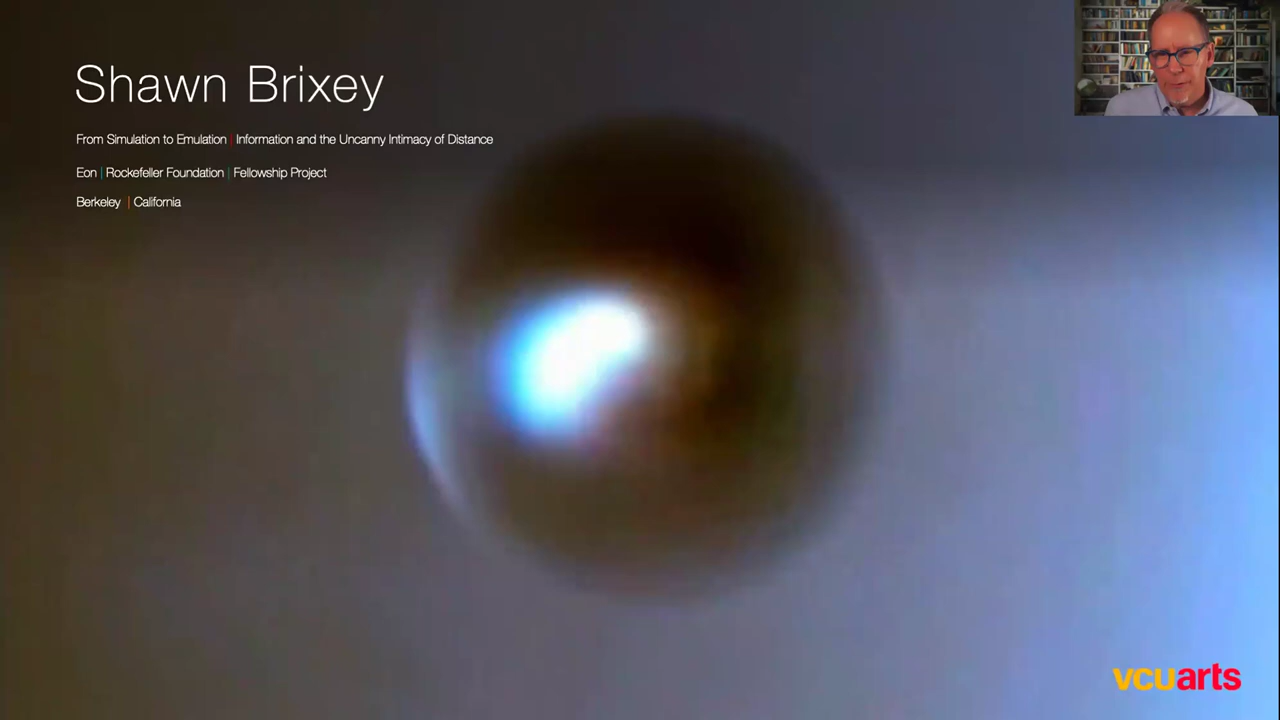 Shawn Brixey
From Simulation to Emulation | Information and the Uncanny Intimacy of Distance
Eon | Rockefeller Foundation | Fellowship Project
Berkeley | California
vcuarts